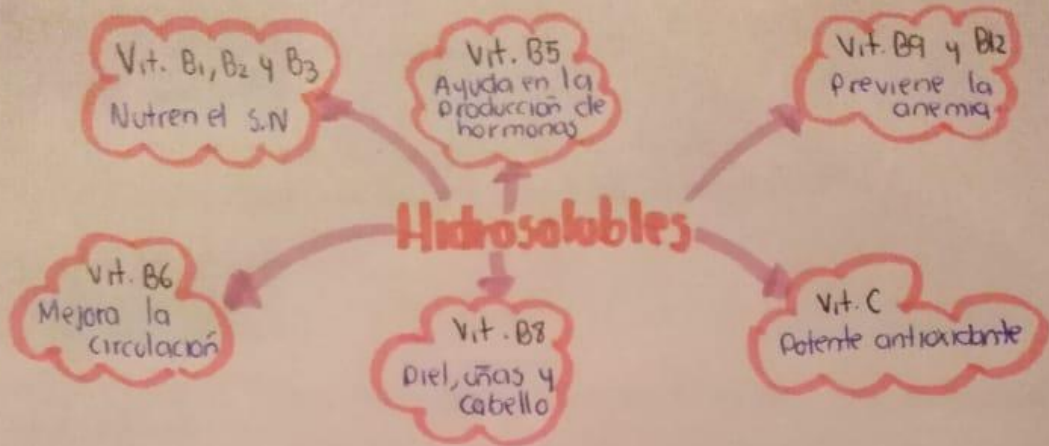 Vit. B1, B2 y B3
Nutren el S.N
Vit. B5
Ayuda en la
producción de
hormonas
Vit. B9 y B12
Previene la
anemia
Hidrosolubles
Vit. B6
Mejora la
circulación
Vit. B8
Piel, uñas y
cabello
Vit. C
Potente antioxidante